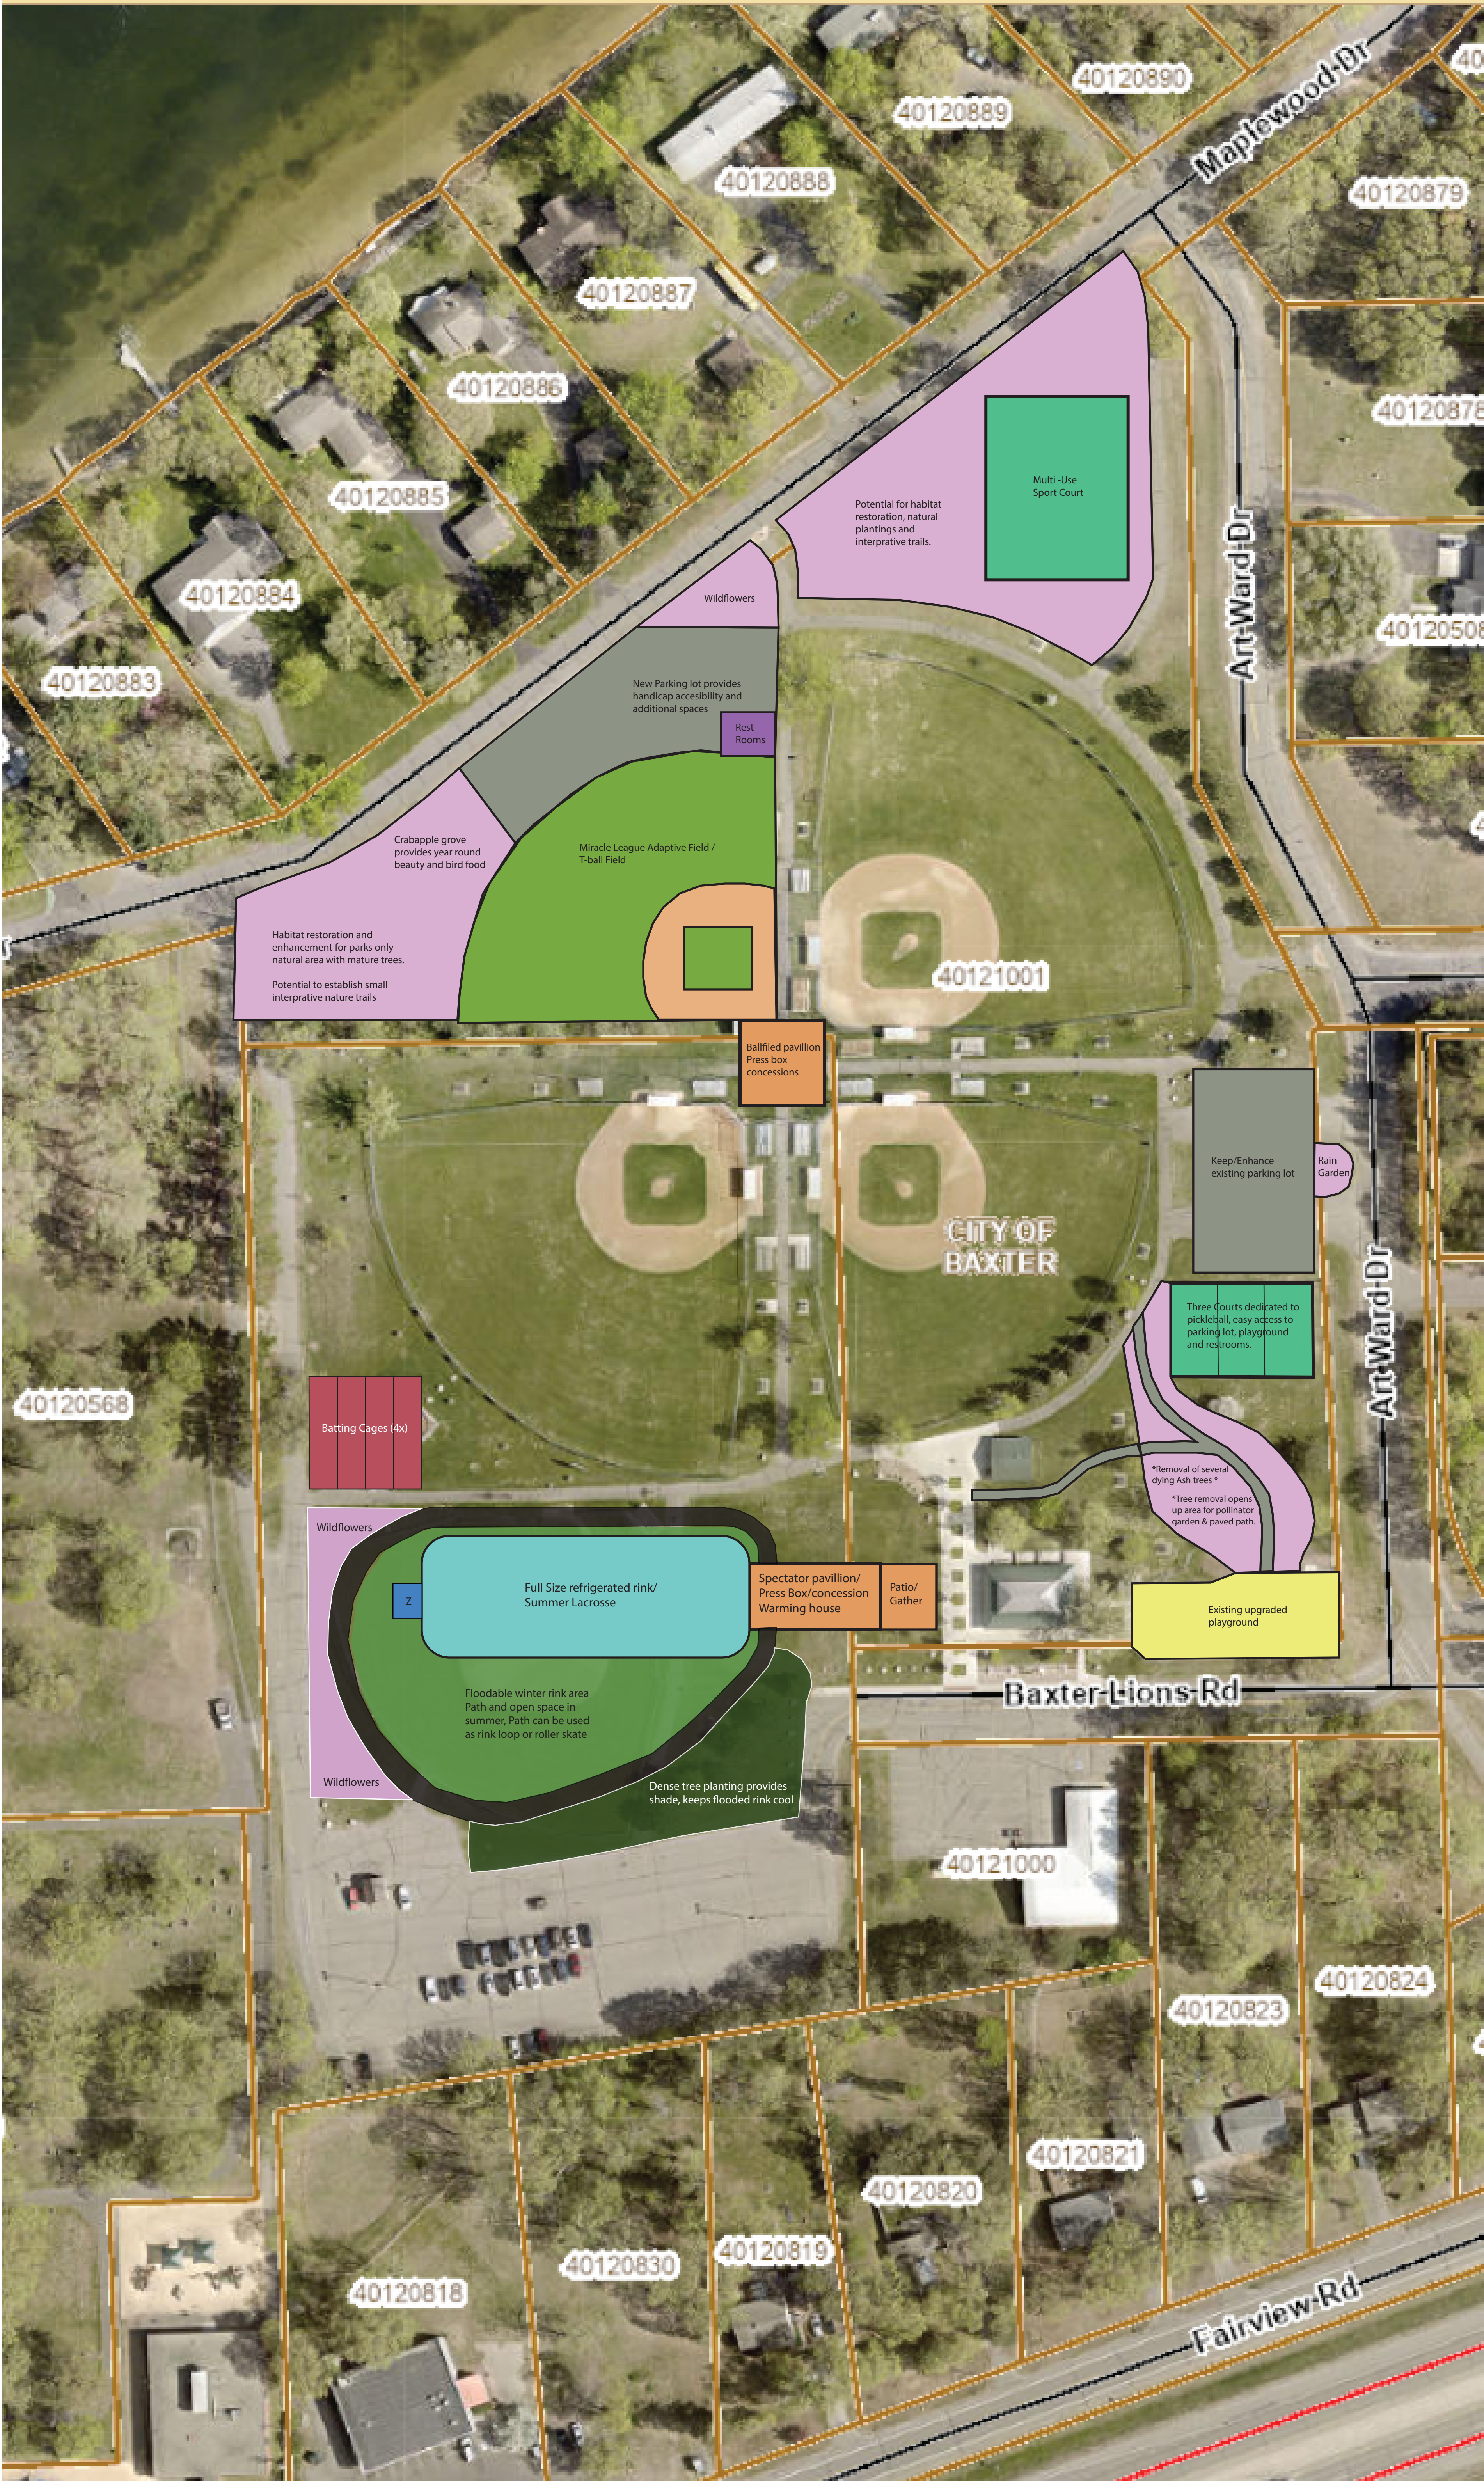 40120890
Maplewood Dr
40
40120889
40120888
40120879
40120887
40120886
40120878
40120885
Multi -Use
Sport Court
Potential for habitat
restoration, natural
plantings and
interprative trails.
Art Ward Dr
40120884
Wildflowers
4012050
40120883
New Parking lot provides
handicap accesibility and
additional spaces
Rest
Rooms
Crabapple grove
provides year round
beauty and bird food
Miracle League Adaptive Field /
T-ball Field
Habitat restoration and
enhancement for parks only
natural area with mature trees.
Potential to establish small
interprative nature trails
40121001
Ballfiled pavillion
Press box
concessions
Keep/Enhance
existing parking lot
Rain
Garden
CITY OF
BAXTER
Three Courts dedicated to
pickleball, easy access to
parking lot, playground
and restrooms.
Art Ward Dr
40120568
Batting Cages (4x)
*Removal of several
dying Ash trees *
*Tree removal opens
up area for pollinator
garden & paved path.
Wildflowers
Full Size refrigerated rink/
Summer Lacrosse
Z
Spectator pavillion/
Press Box/concession
Warming house
Patio/
Gather
Existing upgraded
playground
Floodable winter rink area
Path and open space in
summer, Path can be used
as rink loop or roller skate
Baxter Lions Rd
Wildflowers
Dense tree planting provides
shade, keeps flooded rink cool
40121000
40120824
40120823
40120821
40120820
40120819
40120830
40120818
Fairview Rd